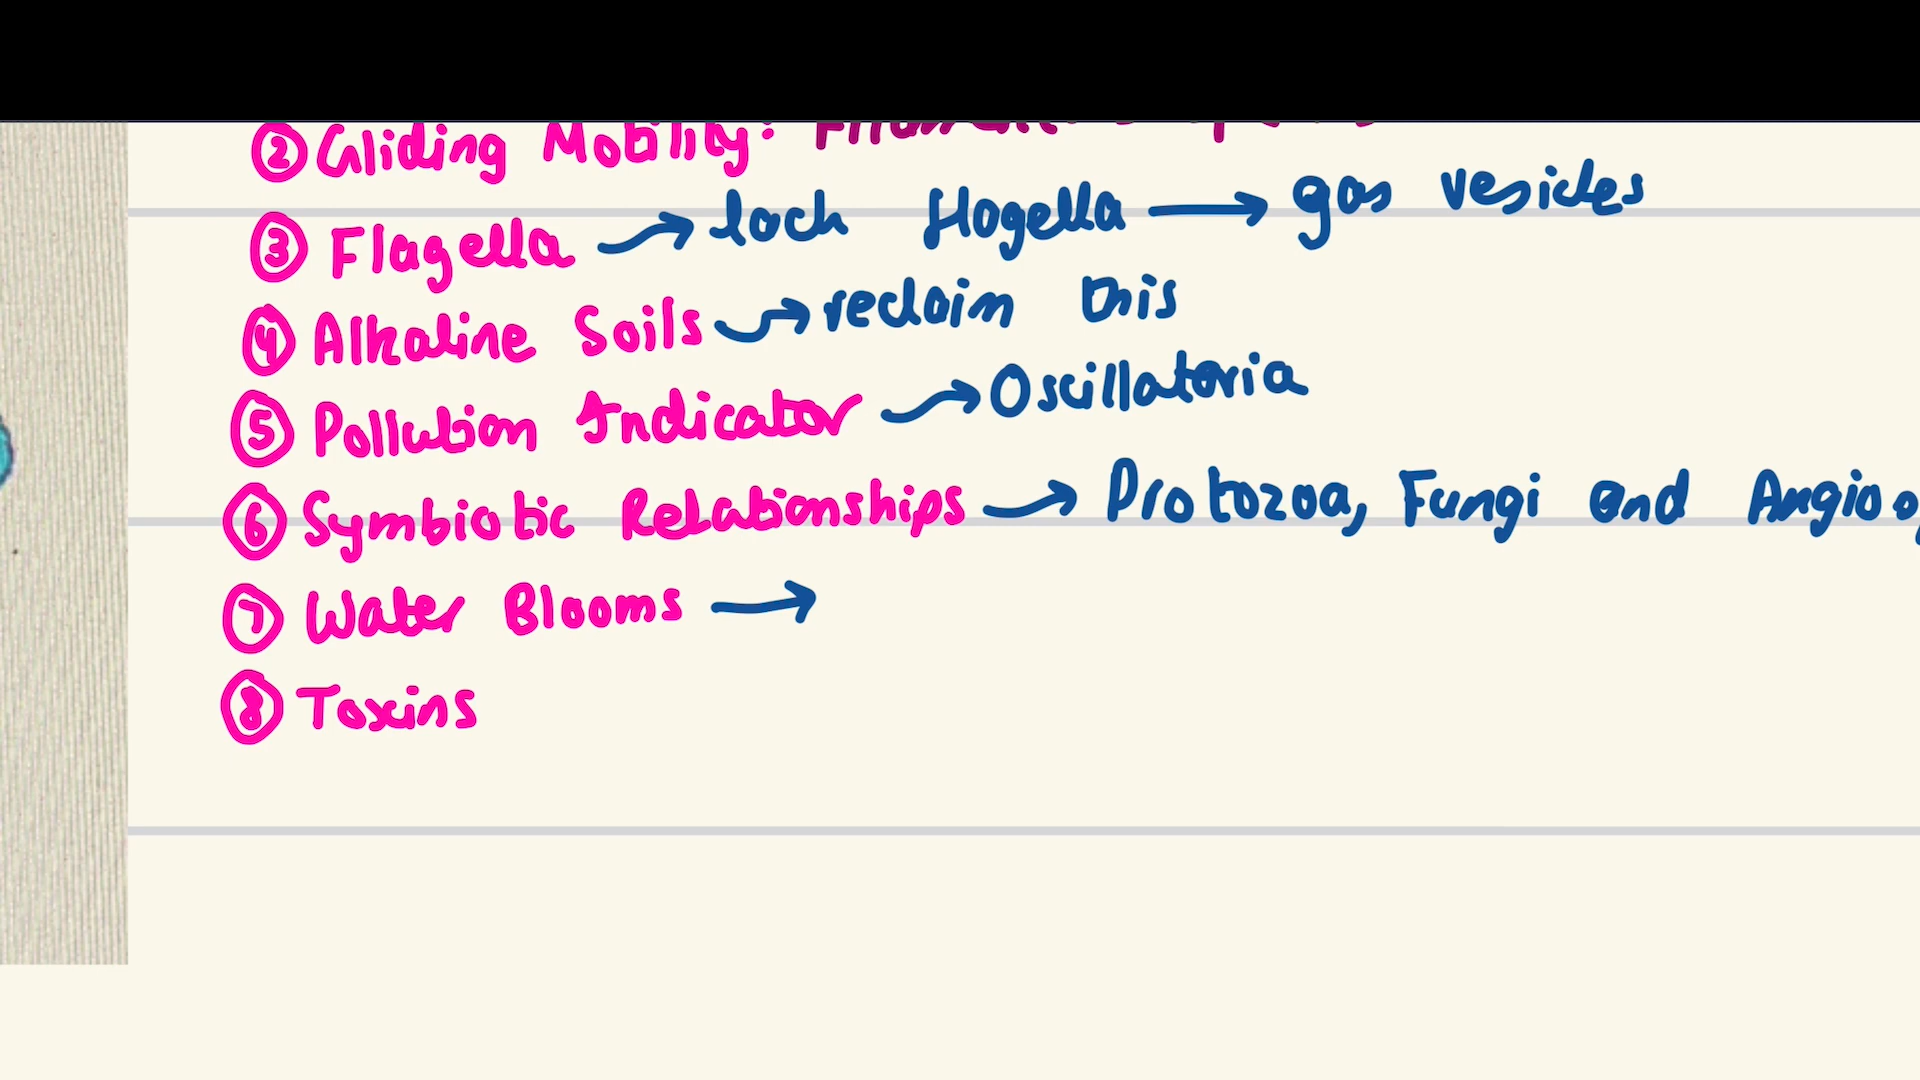 ② Gliding Mobility:
③ Flagella → lack flagella → gas vesicles
④ Alkaline Soils → reclaim this
⑤ Pollution Indicator → Oscillatoria
⑥ Symbiotic Relationships → Protozoa, Fungi and
⑦ Water Blooms →
⑧ Toxins